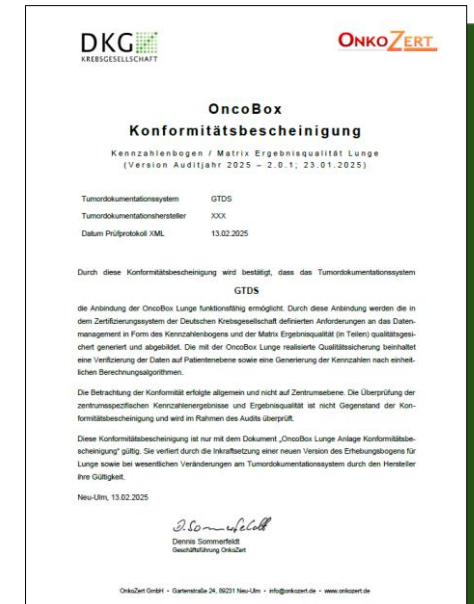 DKG
KREBSGESELLSCHAFT
ONKOZERT
OncoBox
Konformitätsbescheinigung
Kennzahlenbogen / Matrix Ergebnisqualität Lunge
(Version Auditjahr 2025 – 2.0.1; 23.01.2025)
Tumordokumentationssystem GTDS
Tumordokumentationshersteller XXX
Datum Prüfprotokoll XML 13.02.2025
Durch diese Konformitätsbescheinigung wird bestätigt, dass das Tumordokumentationssystem
GTDS
die Anbindung der OncoBox Lunge funktionsfähig ermöglicht. Durch diese Anbindung werden die in
dem Zertifizierungssystem der Deutschen Krebsgesellschaft definierten Anforderungen an das Daten-
management in Form des Kennzahlenbogens und der Matrix Ergebnisqualität (in Teilen) qualitätsgesi-
chert generiert und abgebildet. Die mit der OncoBox Lunge realisierte Qualitätssicherung beinhaltet
eine Verifizierung der Daten auf Patientenebene sowie eine Generierung der Kennzahlen nach einheit-
lichen Berechnungsalgorithmen.
Die Betrachtung der Konformität erfolgte allgemein und nicht auf Zentrumsebene. Die Überprüfung der
zentrumsspezifischen Kennzahlenergebnisse und Ergebnisqualität ist nicht Gegenstand der Kon-
formitätsbescheinigung und wird im Rahmen des Audits überprüft.
Diese Konformitätsbescheinigung ist nur mit dem Dokument „OncoBox Lunge Anlage Konformitätsbe-
scheinigung“ gültig. Sie verliert durch die Inkraftsetzung einer neuen Version des Erhebungsbogens für
Lunge sowie bei wesentlichen Veränderungen am Tumordokumentationssystem durch den Hersteller
ihre Gültigkeit.
Neu-Ulm, 13.02.2025
D. Sommerfeldt
Dennis Sommerfeldt
Geschäftsführung OnkoZert
OnkoZert GmbH - Gartenstraße 24, 89231 Neu-Ulm - info@onkozert.de - www.onkozert.de